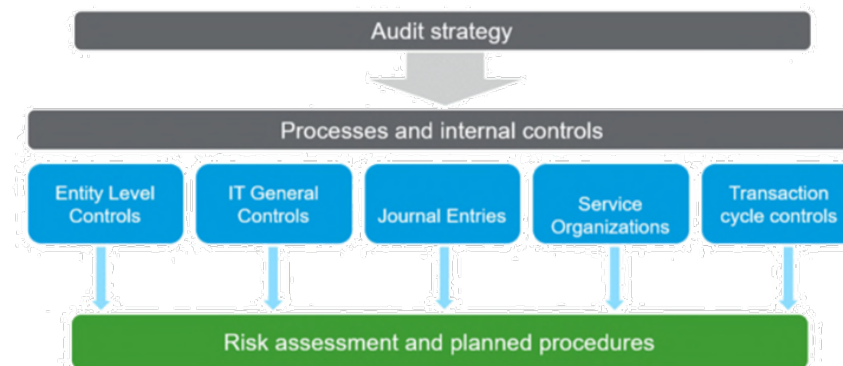 Audit strategy
Processes and internal controls
Entity Level
Controls
IT General
Controls
Journal Entries
Service
Organizations
Transaction
cycle controls
Risk assessment and planned procedures